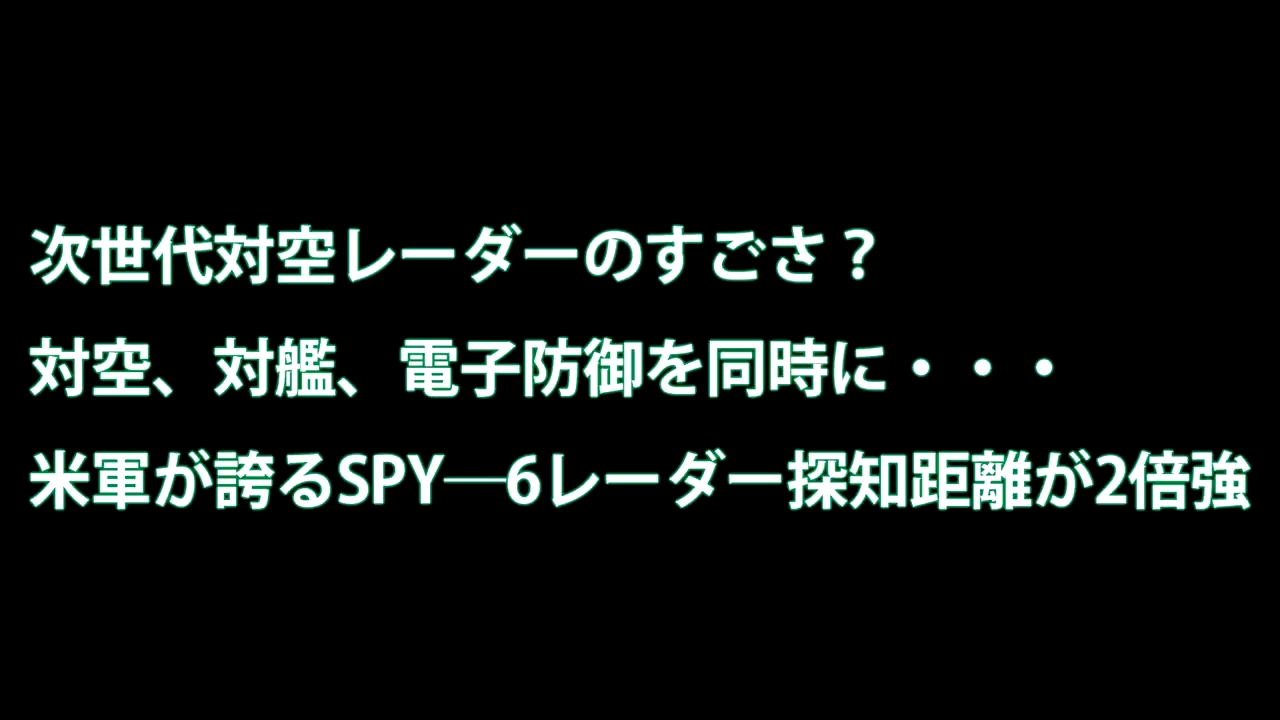 次世代対空レーダーのすごさ？
対空、対艦、電子防御を同時に・・・
米軍が誇るSPY―6レーダー探知距離が2倍強